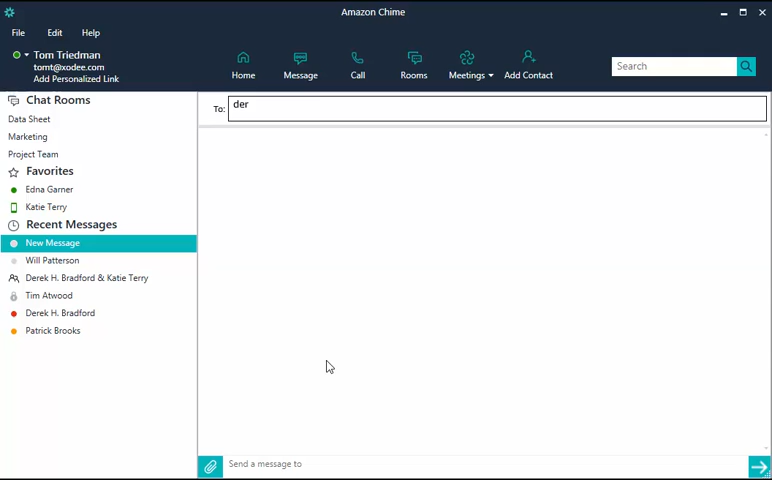 Amazon Chime
File Edit Help
Tom Triedman
tomt@xodee.com
Add Personalized Link
Home Message Call Rooms Meetings Add Contact
Search
Chat Rooms
Data Sheet
Marketing
Project Team
Favorites
Edna Garner
Katie Terry
Recent Messages
New Message
Will Patterson
Derek H. Bradford & Katie Terry
Tim Atwood
Derek H. Bradford
Patrick Brooks
To: der
Send a message to